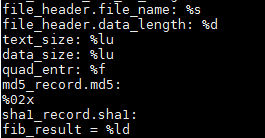 file_header.file_name: %s
file_header.data_length: %d
text_size: %lu
data_size: %lu
quad_entr: %f
md5_record.md5:
%02x
sha1_record.sha1:
fib_result = %ld